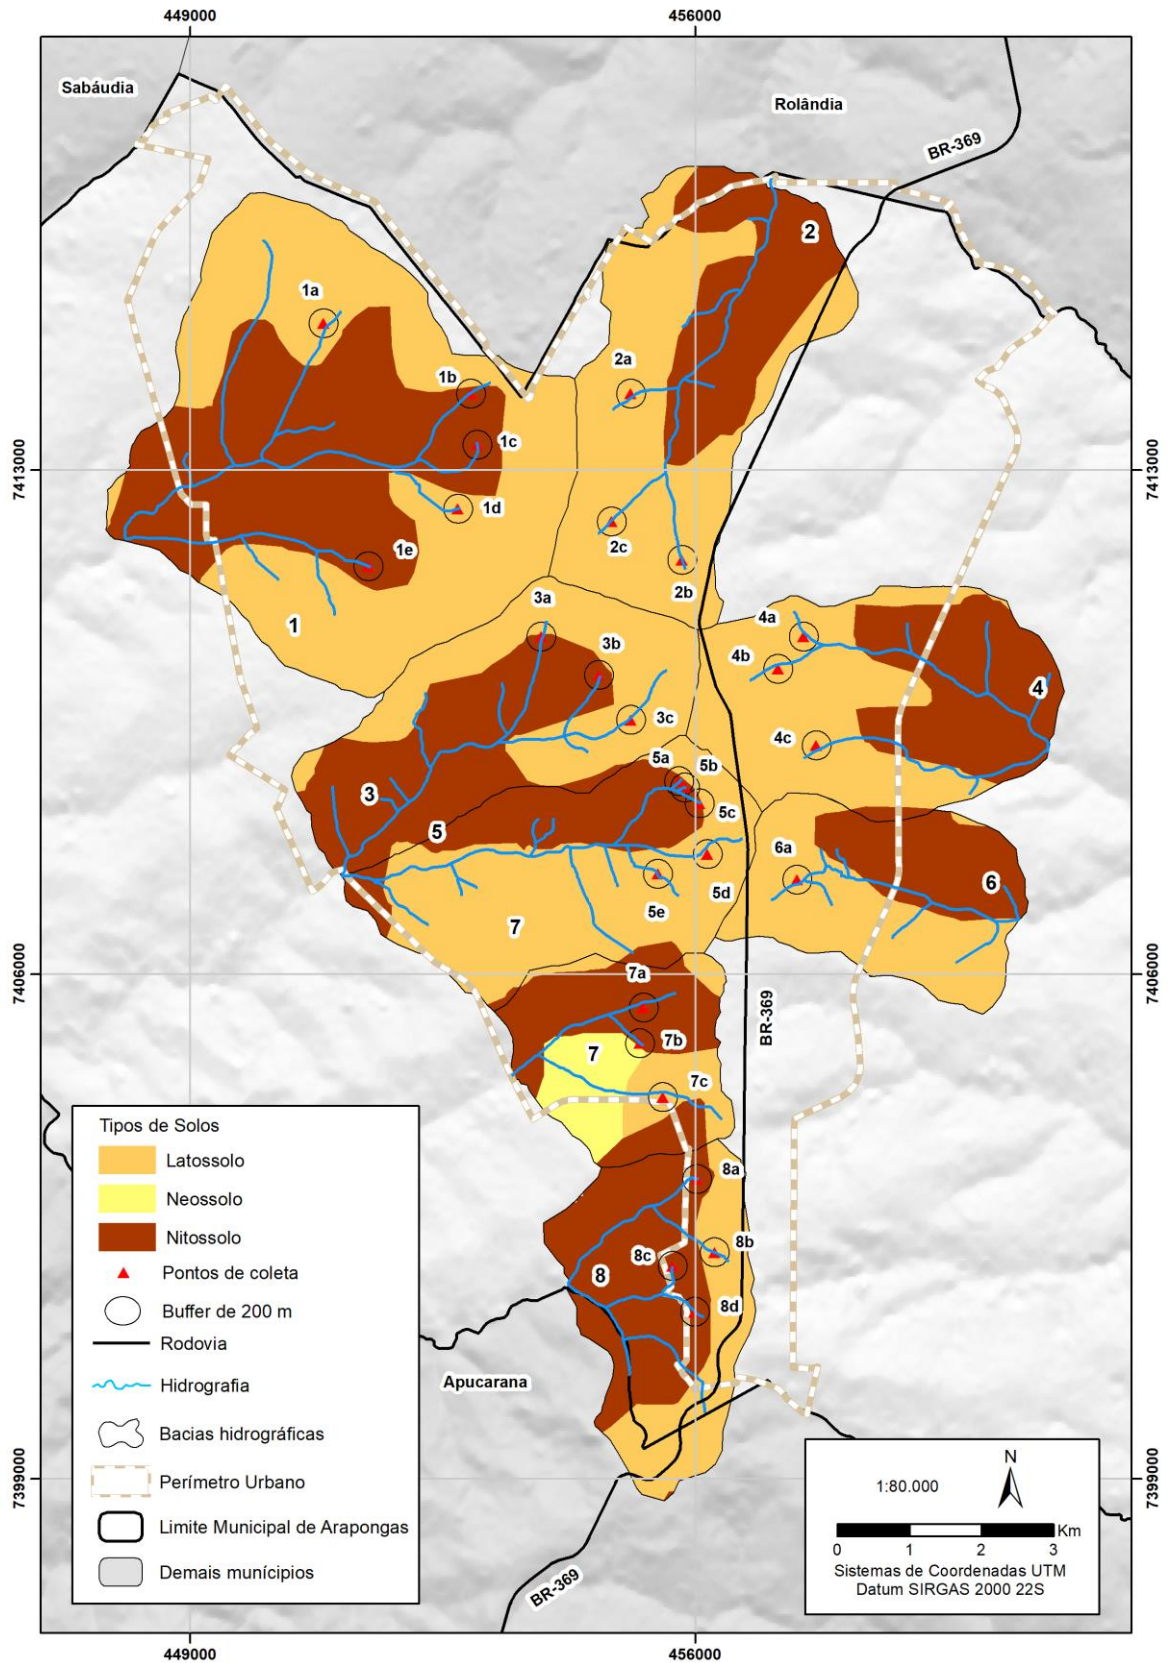 449000
456000
Sabáudia
Rolândia
BR-369
2
1a
2a
1b
1c
7413000
7413000
1d
2c
1e
2b
3a
4a
1
3b
4b
4
3c
4c
5a
5b
3
5c
5
6a
6
5d
5e
7
7406000
7406000
7a
BR-369
7b
7
7c
8a
8b
8c
8
8d
Apucarana
7399000
7399000
BR-369
Tipos de Solos
Latossolo
Neossolo
Nitossolo
Pontos de coleta
Buffer de 200 m
Rodovia
Hidrografia
Bacias hidrográficas
Perímetro Urbano
Limite Municipal de Arapongas
Demais munícipios
N
1:80.000
Km
0 1 2 3
Sistemas de Coordenadas UTM
Datum SIRGAS 2000 22S
449000
456000